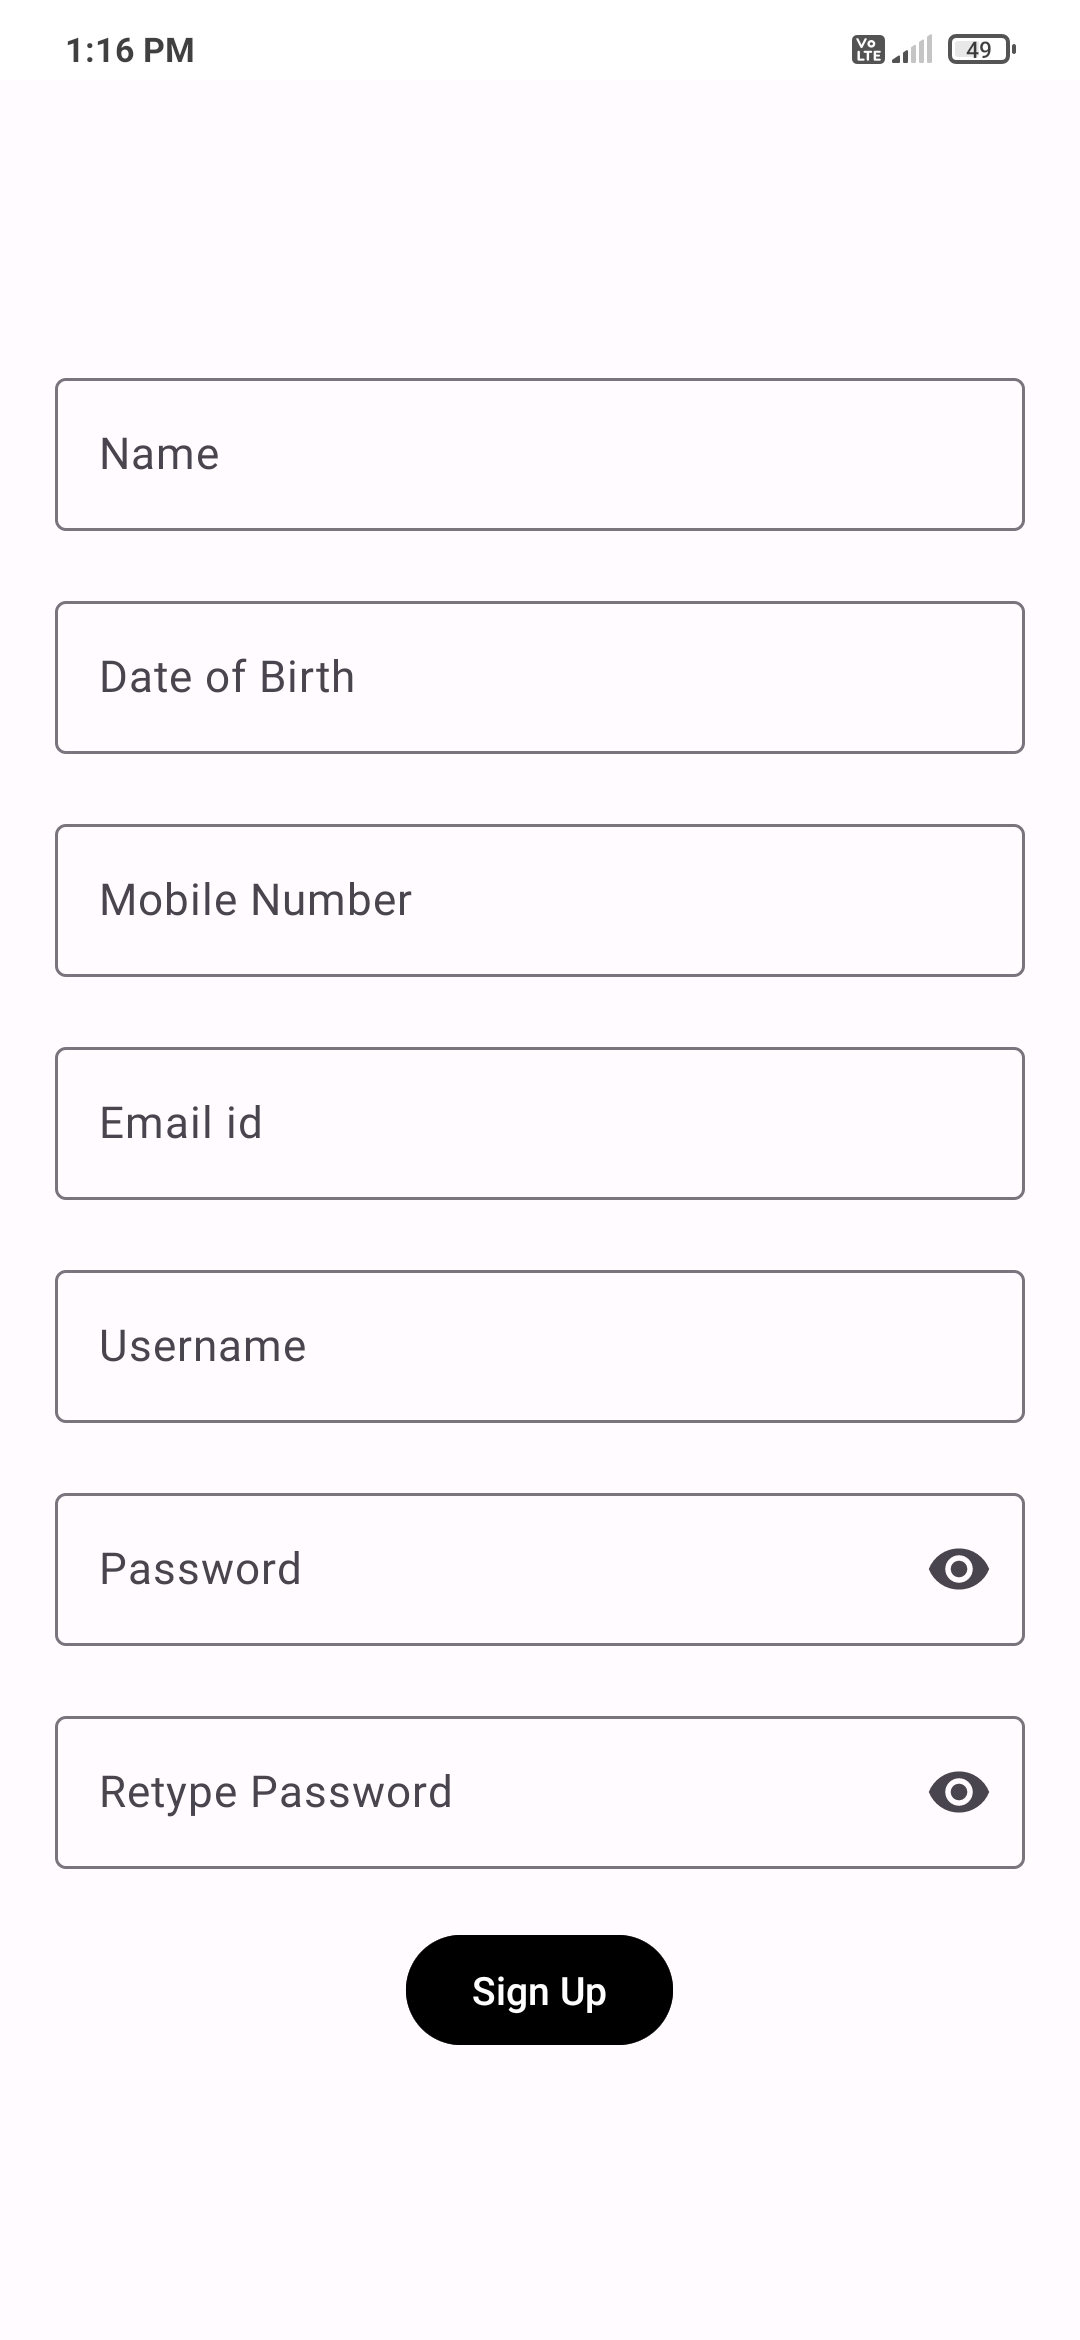 1:16 PM
Vo
LTE
49
Name
Date of Birth
Mobile Number
Email id
Username
Password
Retype Password
Sign Up